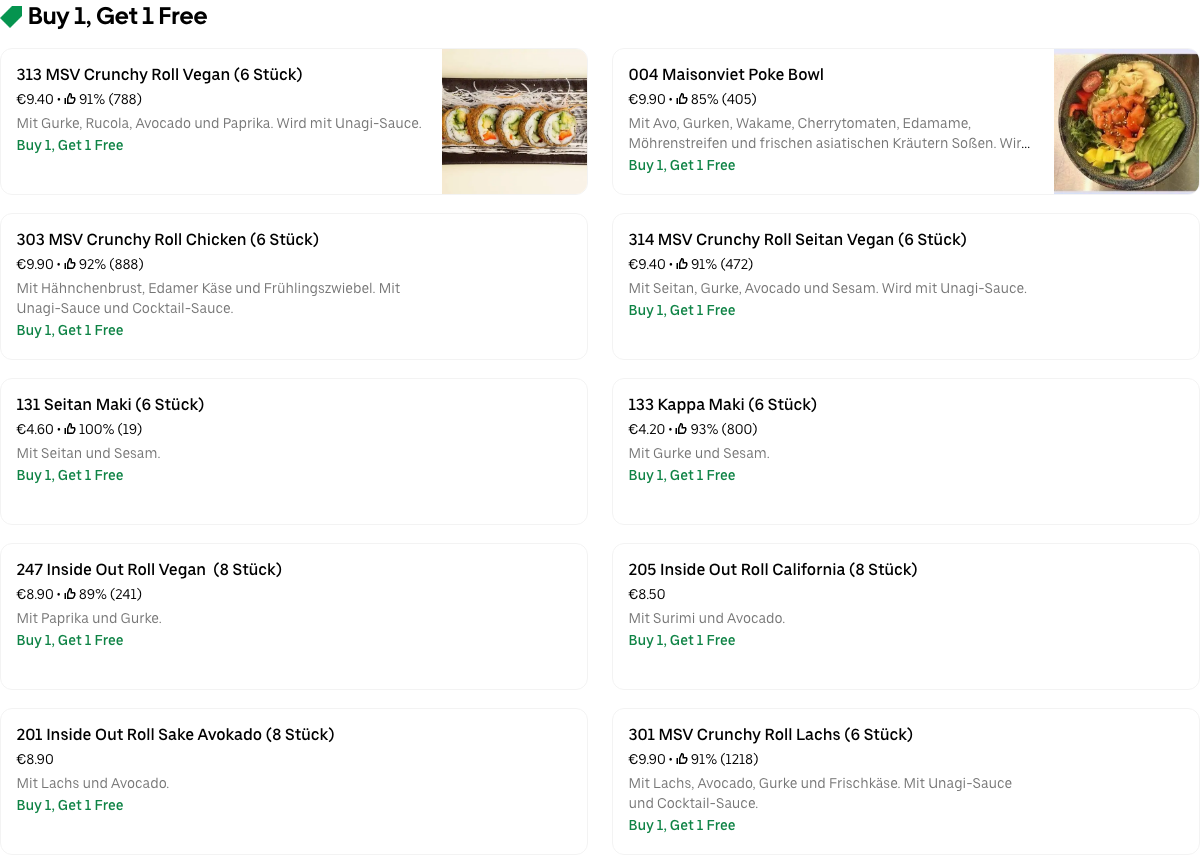 Buy 1, Get 1 Free
313 MSV Crunchy Roll Vegan (6 Stück)
€9.40 • 91% (788)
Mit Gurke, Rucola, Avocado und Paprika. Wird mit Unagi-Sauce.
Buy 1, Get 1 Free
004 Maisonviet Poke Bowl
€9.90 • 85% (405)
Mit Avo, Gurken, Wakame, Cherrytomaten, Edamame,
Möhrenstreifen und frischen asiatischen Kräutern Soßen. Wir...
Buy 1, Get 1 Free
303 MSV Crunchy Roll Chicken (6 Stück)
€9.90 • 92% (888)
Mit Hähnchenbrust, Edamer Käse und Frühlingszwiebel. Mit
Unagi-Sauce und Cocktail-Sauce.
Buy 1, Get 1 Free
314 MSV Crunchy Roll Seitan Vegan (6 Stück)
€9.40 • 91% (472)
Mit Seitan, Gurke, Avocado und Sesam. Wird mit Unagi-Sauce.
Buy 1, Get 1 Free
131 Seitan Maki (6 Stück)
€4.60 • 100% (19)
Mit Seitan und Sesam.
Buy 1, Get 1 Free
133 Kappa Maki (6 Stück)
€4.20 • 93% (800)
Mit Gurke und Sesam.
Buy 1, Get 1 Free
247 Inside Out Roll Vegan (8 Stück)
€8.90 • 89% (241)
Mit Paprika und Gurke.
Buy 1, Get 1 Free
205 Inside Out Roll California (8 Stück)
€8.50
Mit Surimi und Avocado.
Buy 1, Get 1 Free
201 Inside Out Roll Sake Avokado (8 Stück)
€8.90
Mit Lachs und Avocado.
Buy 1, Get 1 Free
301 MSV Crunchy Roll Lachs (6 Stück)
€9.90 • 91% (1218)
Mit Lachs, Avocado, Gurke und Frischkäse. Mit Unagi-Sauce
und Cocktail-Sauce.
Buy 1, Get 1 Free